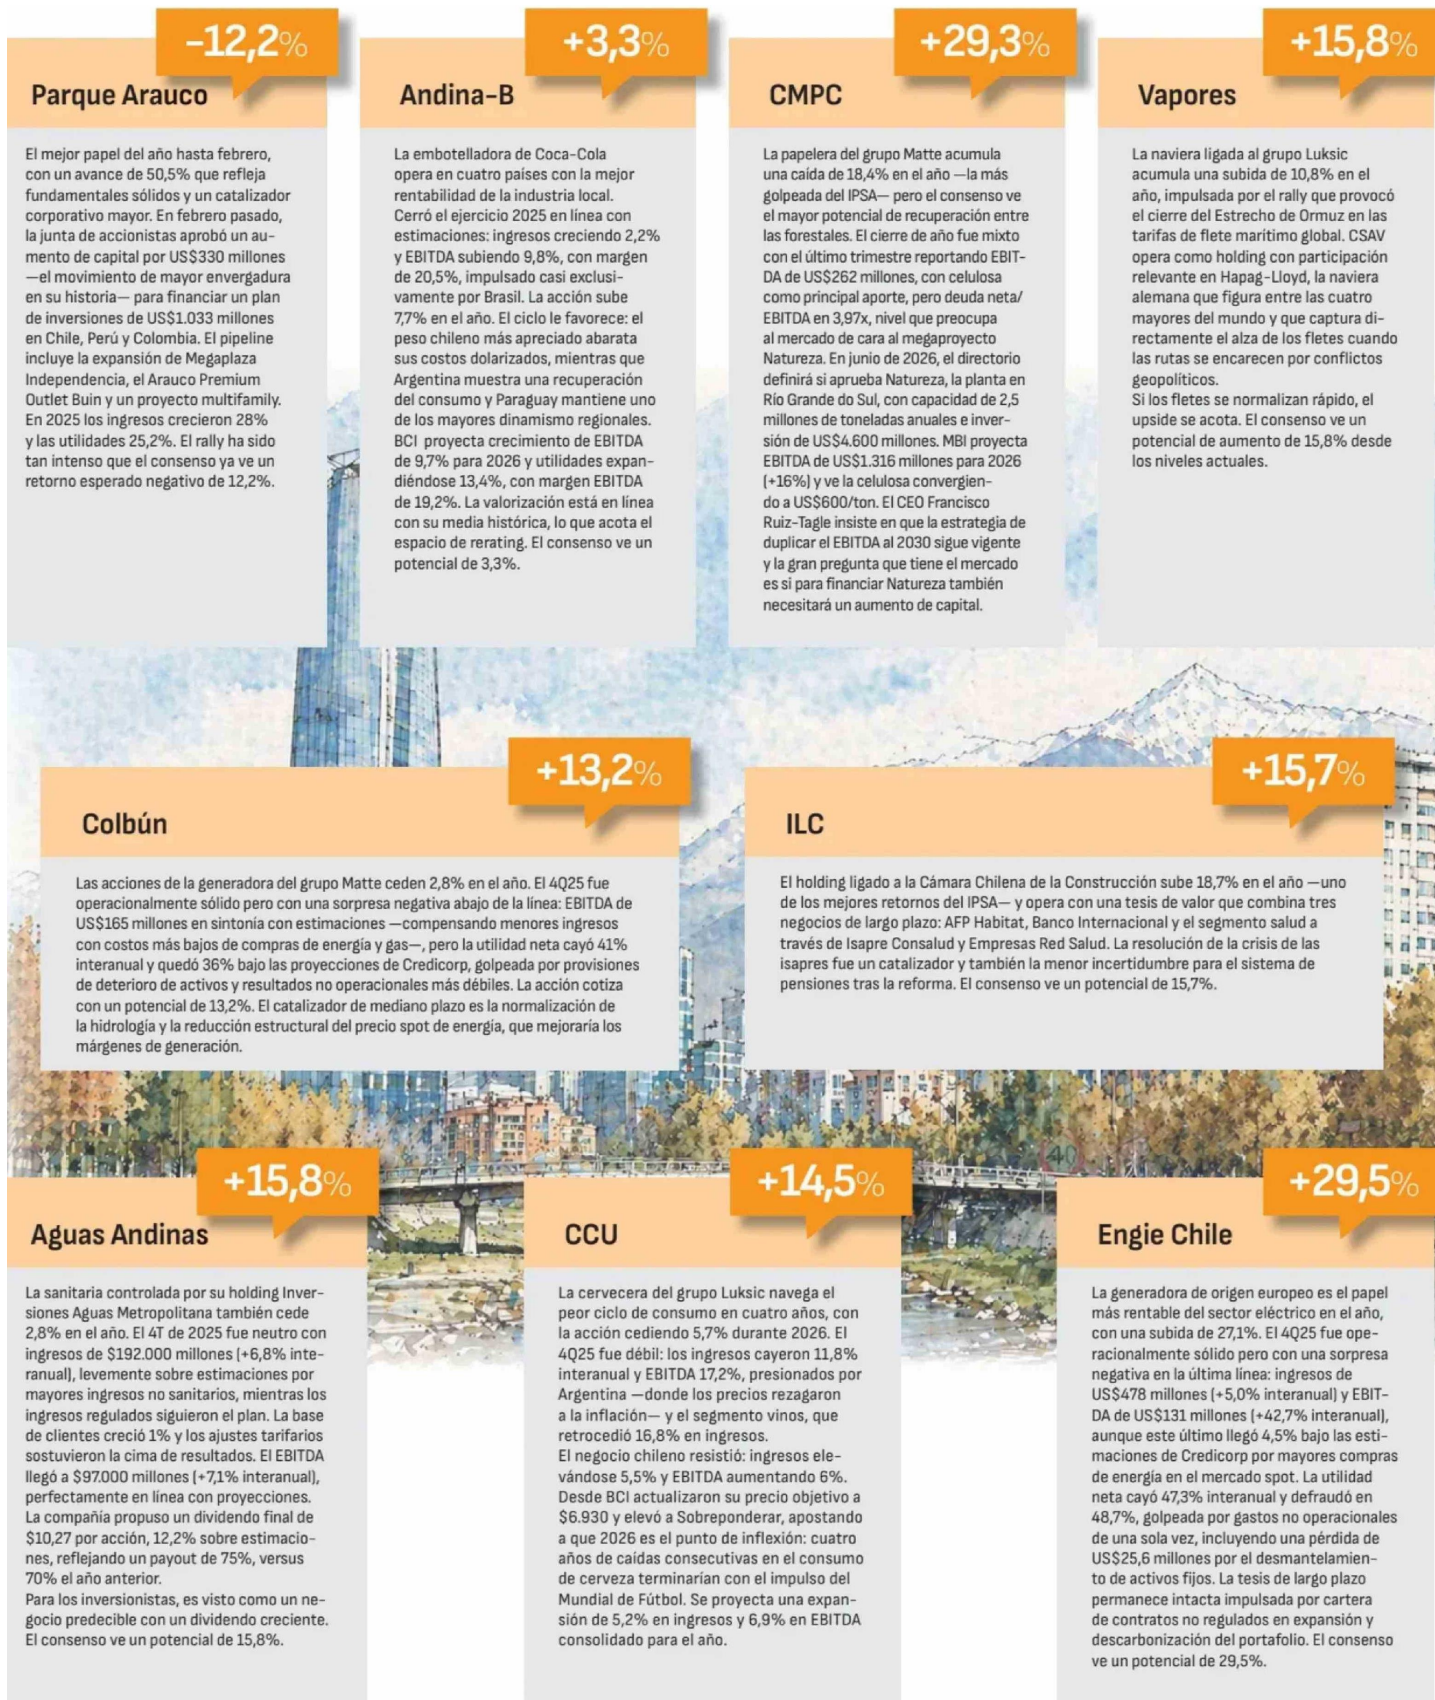 -12,2%
Parque Arauco
El mejor papel del año hasta febrero,
con un avance de 50,5% que refleja
fundamentales sólidos y un catalizador
corporativo mayor. En febrero pasado,
la junta de accionistas aprobó un au-
mento de capital por US$330 millones
—el movimiento de mayor envergadura
en su historia— para financiar un plan
de inversiones de US$1.033 millones
en Chile, Perú y Colombia. El pipeline
incluye la expansión de Megaplaza
Independencia, el Arauco Premium
Outlet Buin y un proyecto multifamily.
En 2025 los ingresos crecieron 28%
y las utilidades 25,2%. El rally ha sido
tan intenso que el consenso ya ve un
retorno esperado negativo de 12,2%.
+3,3%
Andina-B
La embotelladora de Coca-Cola
opera en cuatro países con la mejor
rentabilidad de la industria local.
Cerró el ejercicio 2025 en línea con
estimaciones: ingresos creciendo 2,2%
y EBITDA subiendo 9,8%, con margen
de 20,5%, impulsado casi exclusi-
vamente por Brasil. La acción sube
7,7% en el año. El ciclo le favorece: el
peso chileno más apreciado abarata
sus costos dolarizados, mientras que
Argentina muestra una recuperación
del consumo y Paraguay mantiene uno
de los mayores dinamismo regionales.
BCI proyecta crecimiento de EBITDA
de 9,7% para 2026 y utilidades expan-
diéndose 13,4%, con margen EBITDA
de 19,2%. La valorización está en línea
con su media histórica, lo que acota el
espacio de rerating. El consenso ve un
potencial de 3,3%.
+29,3%
CMPC
La papelera del grupo Matte acumula
una caída de 18,4% en el año —la más
golpeada del IPSA— pero el consenso ve
el mayor potencial de recuperación entre
las forestales. El cierre de año fue mixto
con el último trimestre reportando EBIT-
DA de US$262 millones, con celulosa
como principal aporte, pero deuda neta/
EBITDA en 3,97x, nivel que preocupa
al mercado de cara al megaproyecto
Natureza. En junio de 2026, el directorio
definirá si aprueba Natureza, la planta en
Río Grande do Sul, con capacidad de 2,5
millones de toneladas anuales e inver-
sión de US$4.600 millones. MBI proyecta
EBITDA de US$1.316 millones para 2026
(+16%) y ve la celulosa convergien-
do a US$600/ton. El CEO Francisco
Ruiz-Tagle insiste en que la estrategia de
duplicar el EBITDA al 2030 sigue vigente
y la gran pregunta que tiene el mercado
es si para financiar Natureza también
necesitará un aumento de capital.
+15,8%
Vapores
La naviera ligada al grupo Luksic
acumula una subida de 10,8% en el
año, impulsada por el rally que provocó
el cierre del Estrecho de Ormuz en las
tarifas de flete marítimo global. CSAV
opera como holding con participación
relevante en Hapag-Lloyd, la naviera
alemana que figura entre las cuatro
mayores del mundo y que captura di-
rectamente el alza de los fletes cuando
las rutas se encarecen por conflictos
geopolíticos.
Si los fletes se normalizan rápido, el
upside se acota. El consenso ve un
potencial de aumento de 15,8% desde
los niveles actuales.
+13,2%
Colbún
Las acciones de la generadora del grupo Matte ceden 2,8% en el año. El 4Q25 fue
operacionalmente sólido pero con una sorpresa negativa abajo de la línea: EBITDA de
US$165 millones en sintonía con estimaciones —compensando menores ingresos
con costos más bajos de compras de energía y gas—, pero la utilidad neta cayó 41%
interanual y quedó 36% bajo las proyecciones de Credicorp, golpeada por provisiones
de deterioro de activos y resultados no operacionales más débiles. La acción cotiza
con un potencial de 13,2%. El catalizador de mediano plazo es la normalización de
la hidrología y la reducción estructural del precio spot de energía, que mejoraría los
márgenes de generación.
+15,7%
ILC
El holding ligado a la Cámara Chilena de la Construcción sube 18,7% en el año —uno
de los mejores retornos del IPSA— y opera con una tesis de valor que combina tres
negocios de largo plazo: AFP Habitat, Banco Internacional y el segmento salud a
través de Isapre Consalud y Empresas Red Salud. La resolución de la crisis de las
isapres fue un catalizador y también la menor incertidumbre para el sistema de
pensiones tras la reforma. El consenso ve un potencial de 15,7%.
40
+15,8%
Aguas Andinas
La sanitaria controlada por su holding Inver-
siones Aguas Metropolitana también cede
2,8% en el año. El 4T de 2025 fue neutro con
ingresos de $192.000 millones (+6,8% inte-
ranual), levemente sobre estimaciones por
mayores ingresos no sanitarios, mientras los
ingresos regulados siguieron el plan. La base
de clientes creció 1% y los ajustes tarifarios
sostuvieron la cima de resultados. El EBITDA
llegó a $97.000 millones (+7,1% interanual),
perfectamente en línea con proyecciones.
La compañía propuso un dividendo final de
$10,27 por acción, 12,2% sobre estimacio-
nes, reflejando un payout de 75%, versus
70% el año anterior.
Para los inversionistas, es visto como un ne-
gocio predecible con un dividendo creciente.
El consenso ve un potencial de 15,8%.
+14,5%
CCU
La cervecera del grupo Luksic navega el
peor ciclo de consumo en cuatro años, con
la acción cediendo 5,7% durante 2026. El
4Q25 fue débil: los ingresos cayeron 11,8%
interanual y EBITDA 17,2%, presionados por
Argentina —donde los precios rezagaron
a la inflación— y el segmento vinos, que
retrocedió 16,8% en ingresos.
El negocio chileno resistió: ingresos ele-
vándose 5,5% y EBITDA aumentando 6%.
Desde BCI actualizaron su precio objetivo a
$6.930 y elevó a Sobreponderar, apostando
a que 2026 es el punto de inflexión: cuatro
años de caídas consecutivas en el consumo
de cerveza terminarían con el impulso del
Mundial de Fútbol. Se proyecta una expan-
sión de 5,2% en ingresos y 6,9% en EBITDA
consolidado para el año.
+29,5%
Engie Chile
La generadora de origen europeo es el papel
más rentable del sector eléctrico en el año,
con una subida de 27,1%. El 4Q25 fue ope-
racionalmente sólido pero con una sorpresa
negativa en la última línea: ingresos de
US$478 millones (+5,0% interanual) y EBIT-
DA de US$131 millones (+42,7% interanual),
aunque este último llegó 4,5% bajo las esti-
maciones de Credicorp por mayores compras
de energía en el mercado spot. La utilidad
neta cayó 47,3% interanual y defraudó en
48,7%, golpeada por gastos no operacionales
de una sola vez, incluyendo una pérdida de
US$25,6 millones por el desmantelamien-
to de activos fijos. La tesis de largo plazo
permanece intacta impulsada por cartera
de contratos no regulados en expansión y
descarbonización del portafolio. El consenso
ve un potencial de 29,5%.